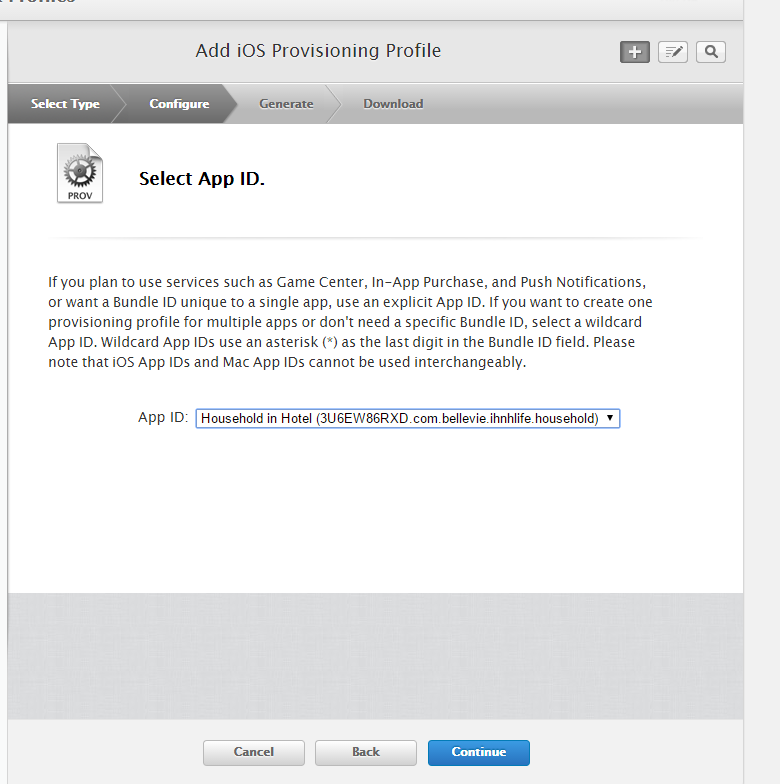 Add iOS Provisioning Profile
Select Type
Configure
Generate
Download
PROV
Select App ID.
If you plan to use services such as Game Center, In-App Purchase, and Push Notifications,
or want a Bundle ID unique to a single app, use an explicit App ID. If you want to create one
provisioning profile for multiple apps or don't need a specific Bundle ID, select a wildcard
App ID. Wildcard App IDs use an asterisk (*) as the last digit in the Bundle ID field. Please
note that iOS App IDs and Mac App IDs cannot be used interchangeably.
App ID: Household in Hotel (3U6EW86RXD.com.bellevie.ihnhlife.household)
Cancel
Back
Continue